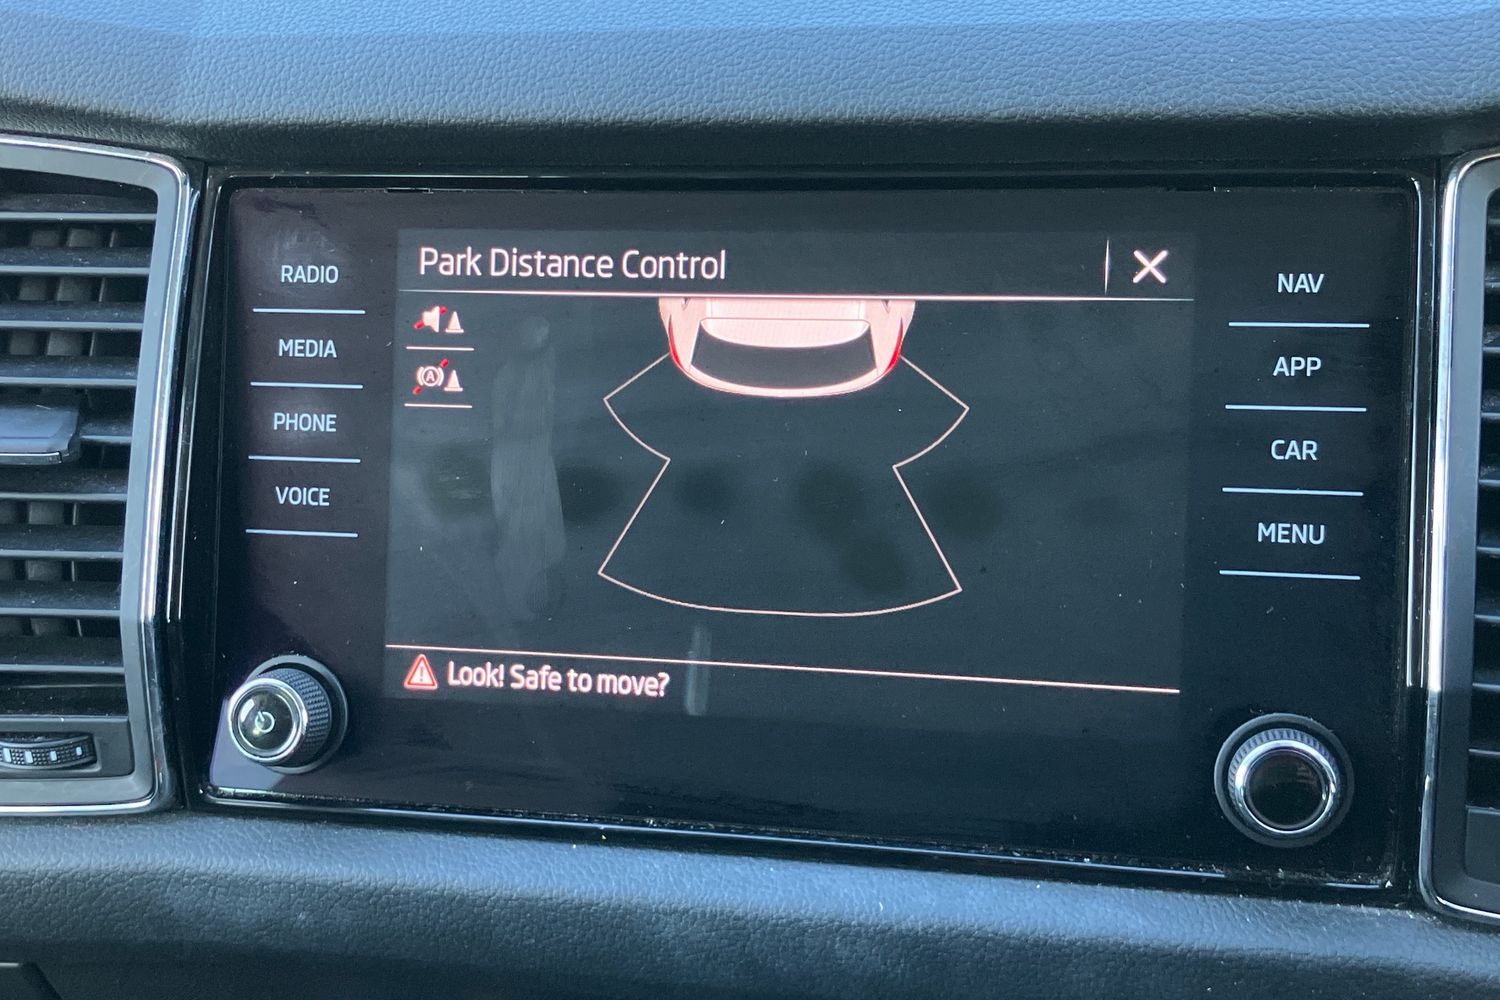 Park Distance Control
RADIO
MEDIA
PHONE
VOICE
A
NAV
APP
CAR
MENU
Look! Safe to move?